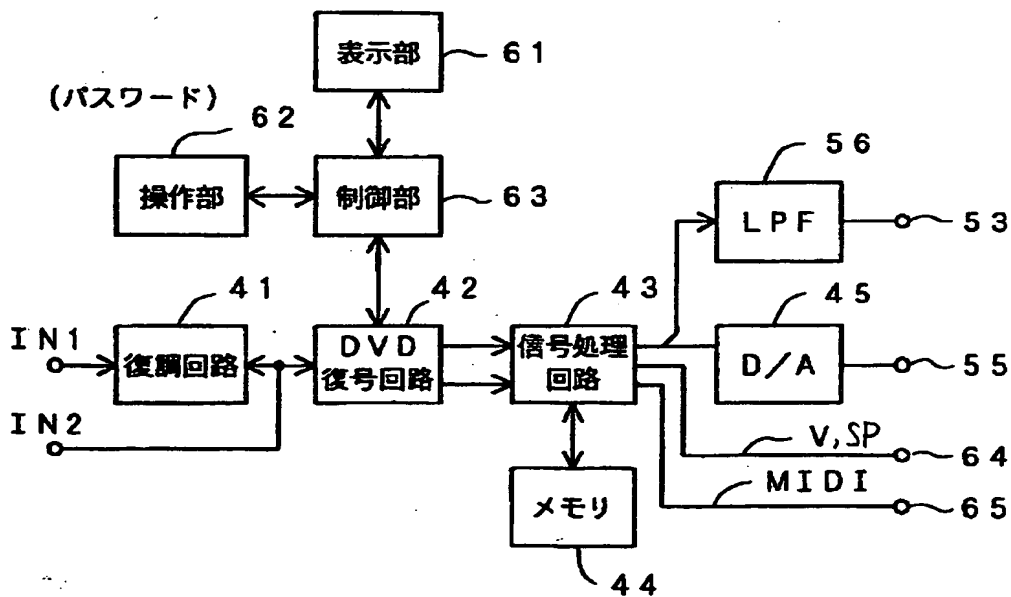 表示部
61
(パスワード)
62
操作部
制御部
63
56
LPF
53
IN1
41
復調回路
42
DVD
復号回路
43
信号処理
回路
45
D/A
55
IN2
V,SP
64
MIDI
65
メモリ
44